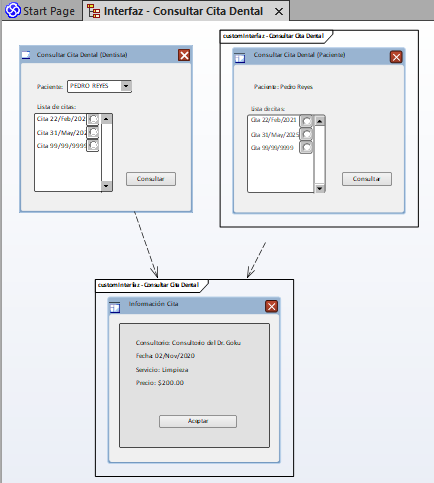 Start Page
Interfaz - Consultar Cita Dental
Consultar Cita Dental (Dentista)
Paciente:
PEDRO REYES
Lista de citas:
Cita 22/Feb/202
Cita 31/May/202
Cita 99/99/9999
Consultar
customInterfaz - Consultar Cita Dental
Consultar Cita Dental (Paciente)
Paciente: Pedro Reyes
Lista de citas:
Cita 22/Feb/2021
Cita 31/May/2025
Cita 99/99/9999
Consultar
customInterfaz - Consultar Cita Dental
Información Cita
Consultorio: Consultorio del Dr. Goku
Fecha: 02/Nov/2020
Servicio: Limpieza
Precio: $200.00
Aceptar